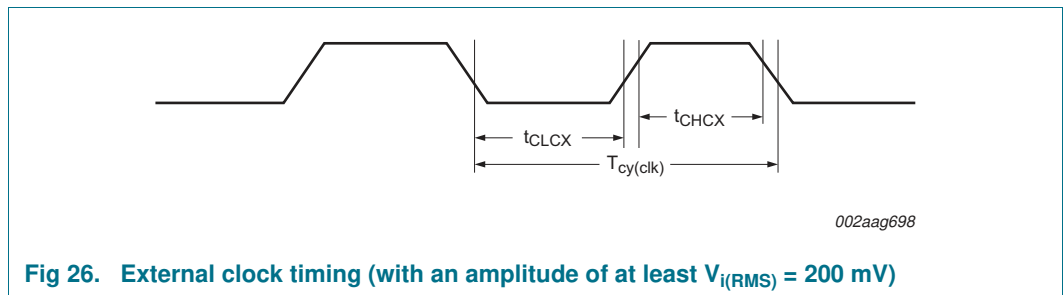 tCLCX
tCHCX
Tcy(clk)
002aag698
Fig 26. External clock timing (with an amplitude of at least Vi(RMS) = 200 mV)